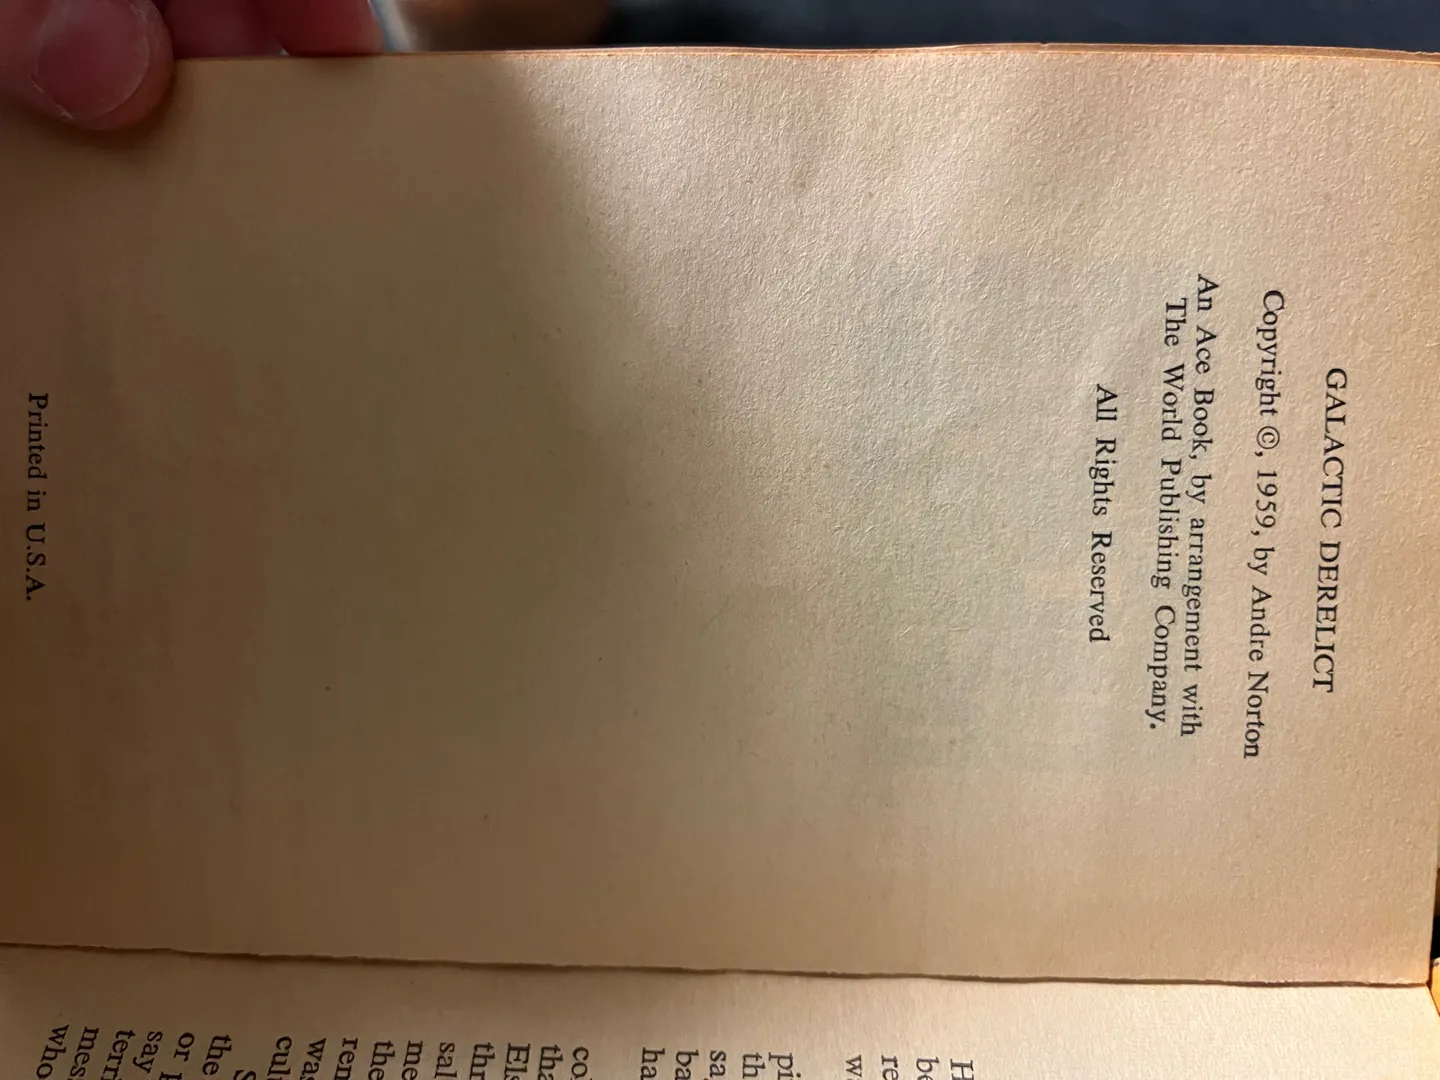 GALACTIC DERELICT
Copyright ©, 1959, by Andre Norton
An Ace Book, by arrangement with
The World Publishing Company.
All Rights Reserved
Printed in U.S.A.